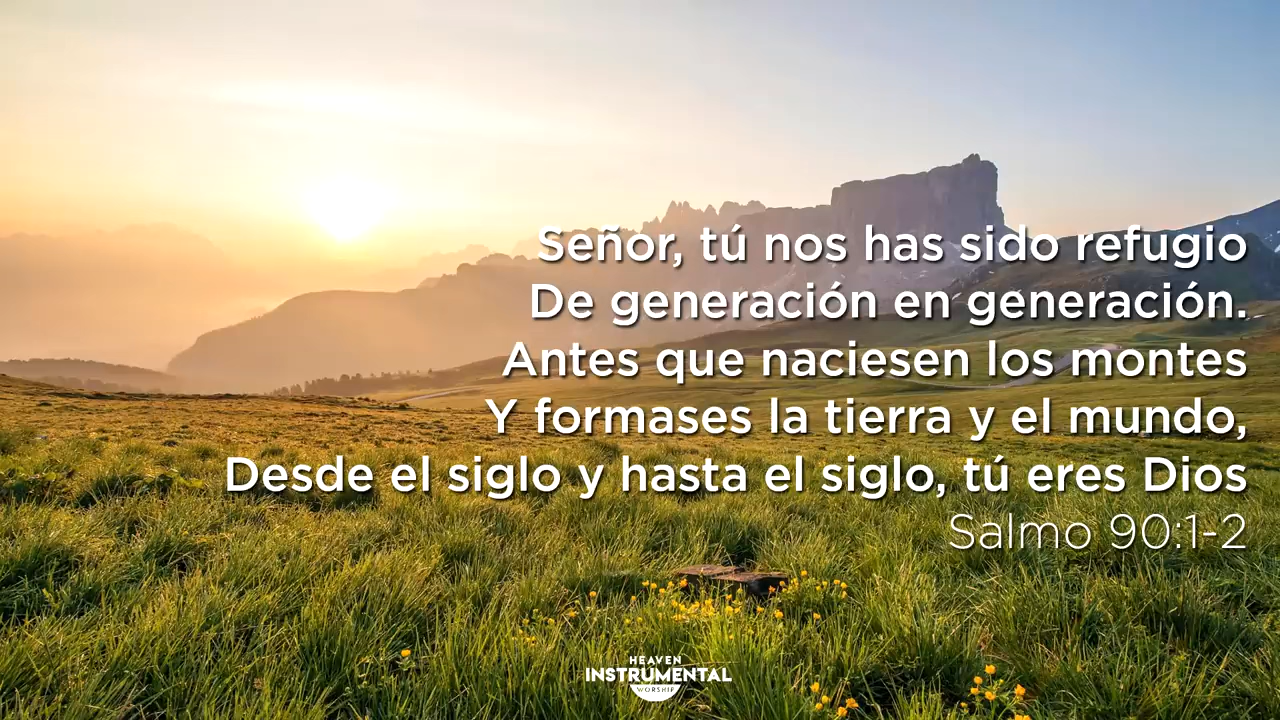 Señor, tú nos has sido refugio
De generación en generación.
Antes que naciesen los montes
Y formases la tierra y el mundo,
Desde el siglo y hasta el siglo, tú eres Dios
Salmo 90:1-2
HEAVEN
INSTRUMENTAL
WORSHIP